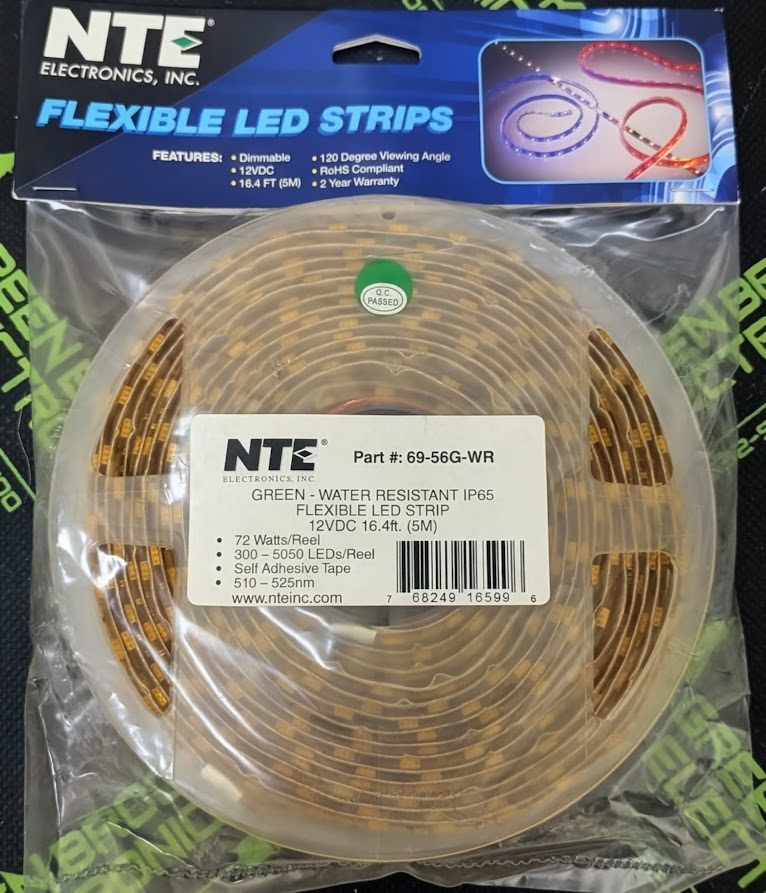 NTE®
ELECTRONICS, INC.
FLEXIBLE LED STRIPS
FEATURES:
• Dimmable
• 12VDC
• 16.4 FT (5M)
• 120 Degree Viewing Angle
• RoHS Compliant
• 2 Year Warranty
Q.C.
PASSED
NTE®
ELECTRONICS, INC.
Part #: 69-56G-WR
GREEN - WATER RESISTANT IP65
FLEXIBLE LED STRIP
12VDC 16.4ft. (5M)
• 72 Watts/Reel
• 300 – 5050 LEDs/Reel
• Self Adhesive Tape
• 510 – 525nm
www.nteinc.com
7 68249 16599 6